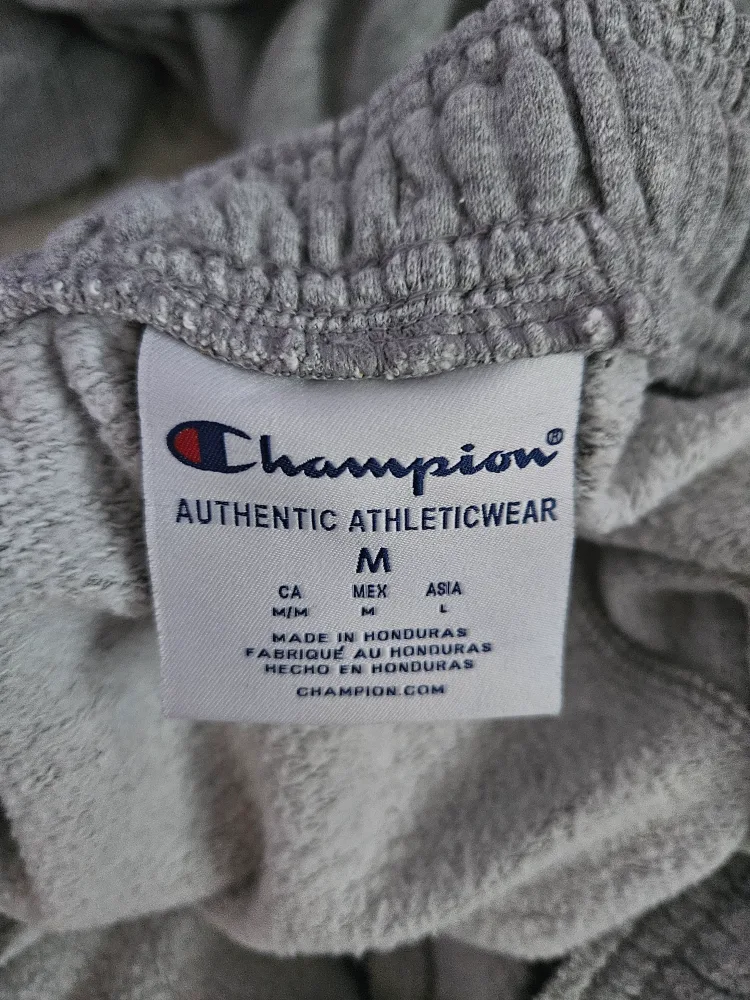 Champion®
AUTHENTIC ATHLETICWEAR
M
CA MEX ASIA
M/M M L
MADE IN HONDURAS
FABRIQUÉ AU HONDURAS
HECHO EN HONDURAS
CHAMPION.COM